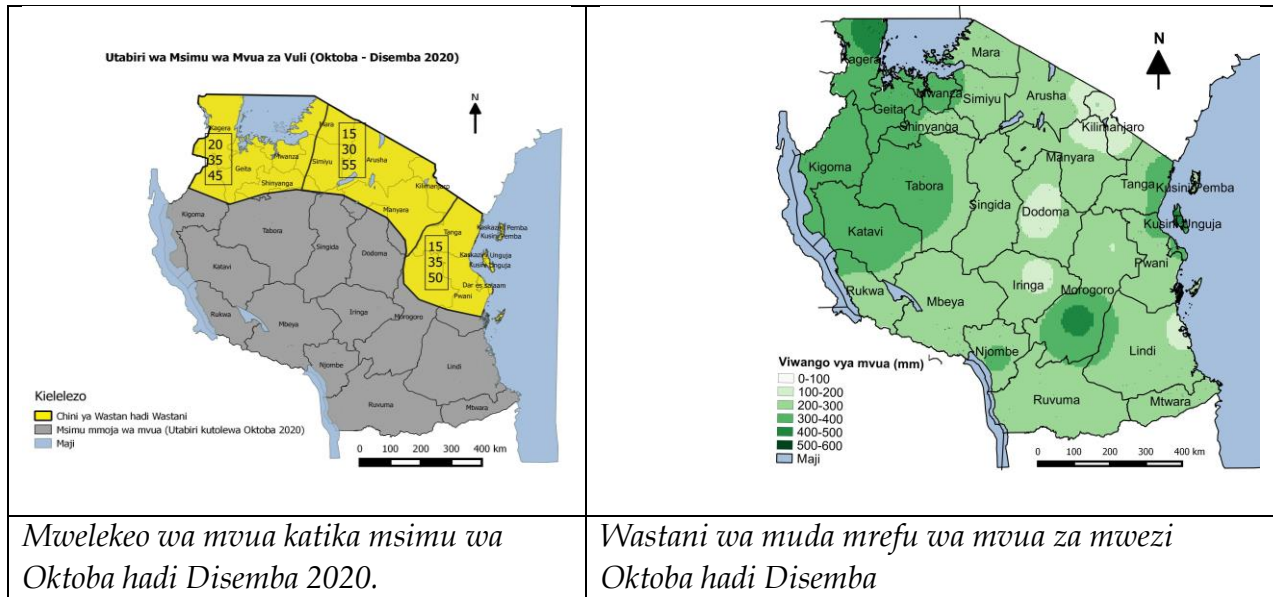 Utabiri wa Msimu wa Mvua za Vuli (Oktoba - Disemba 2020)
N
Kagera
20
35
45
Geita
Mwanza
Shinyanga
Mara
15
30
55
Simiyu
Arusha
Kilimanjaro
Manyara
Tanga
15
35
50
Kaskazini Pemba
Kusini Pemba
Kaskazini Unguja
Kusini Unguja
Dar es salaam
Pwani
Kigoma
Tabora
Singida
Dodoma
Katavi
Rukwa
Mbeya
Iringa
Morogoro
Njombe
Lindi
Ruvuma
Mtwara
Kielelezo
Chini ya Wastan hadi Wastani
Msimu mmoja wa mvua (Utabiri kutolewa Oktoba 2020)
Maji
0 100 200 300 400 km
N
Kagera
Mara
Mwanza
Geita
Simiyu
Arusha
Shinyanga
Kilimanjaro
Kigoma
Manyara
Tabora
Tanga
Kusini Pemba
Singida
Dodoma
Kusini Unguja
Katavi
Pwani
Rukwa
Mbeya
Iringa
Morogoro
Njombe
Lindi
Ruvuma
Mtwara
Viwango vya mvua (mm)
0-100
100-200
200-300
300-400
400-500
500-600
Maji
0 100 200 300 400 km
Mwelekeo wa mvua katika msimu wa
Oktoba hadi Disemba 2020.
Wastani wa muda mrefu wa mvua za mwezi
Oktoba hadi Disemba